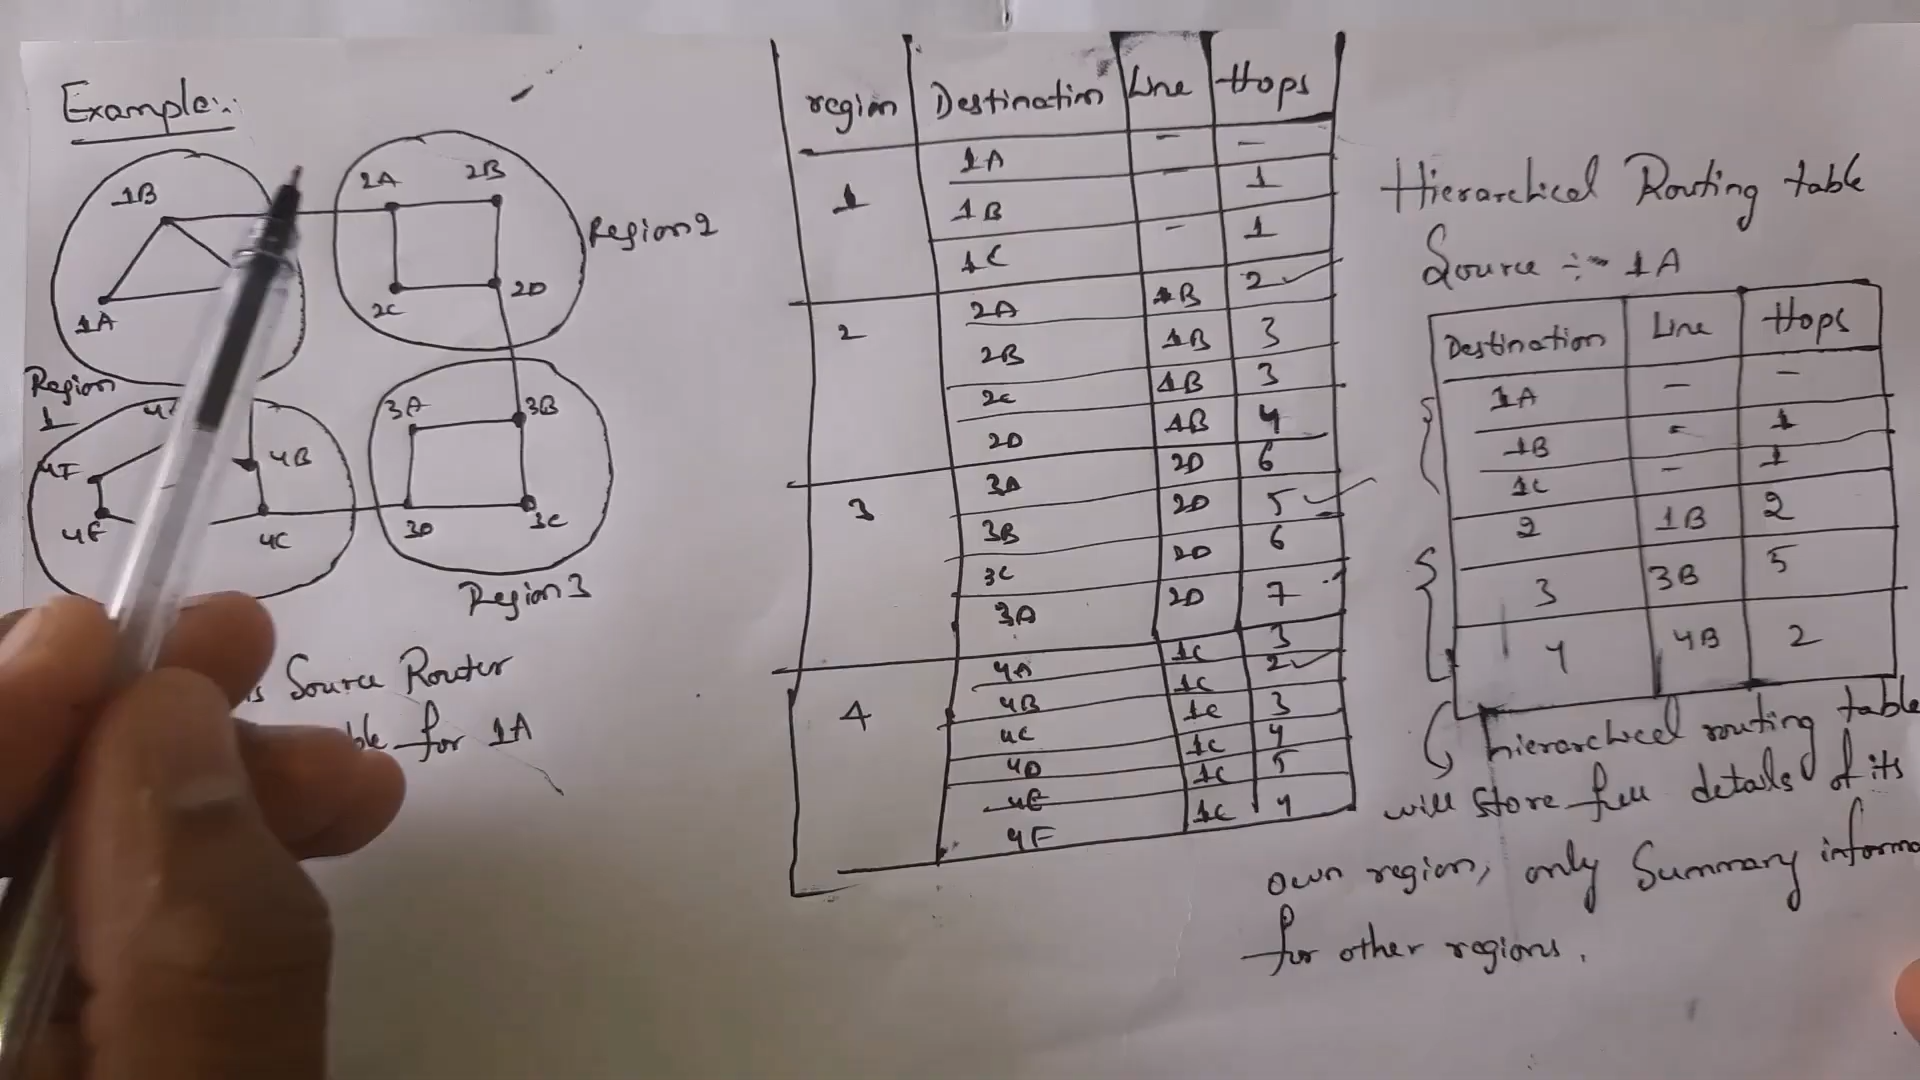 Example:-
1B
2A
2B
Region 2
2C
2D
1A
Region
1
3A
3B
4B
4E
4C
3D
3C
Region 3
is Source Router
ble for 1A
region Destination Line Hops
1 1A - -
1B - 1
1C - 1
2 2A 1B 2
2B 1B 3
2C 1B 3
2D 1B 4
3 3A 2D 6
3B 2D 5
3C 2D 6
3A 2D 7
4 4A 1C 3
4B 1C 2
4C 1C 3
4D 1C 4
4E 1C 5
4F 1C 4
Hierarchical Routing table
Source :- 1A
Destination Line Hops
1A - -
1B - 1
1C - 1
2 1B 2
3 3B 5
4 4B 2
hierarchical routing table
will store full details of its
own region, only Summary informa
for other regions.